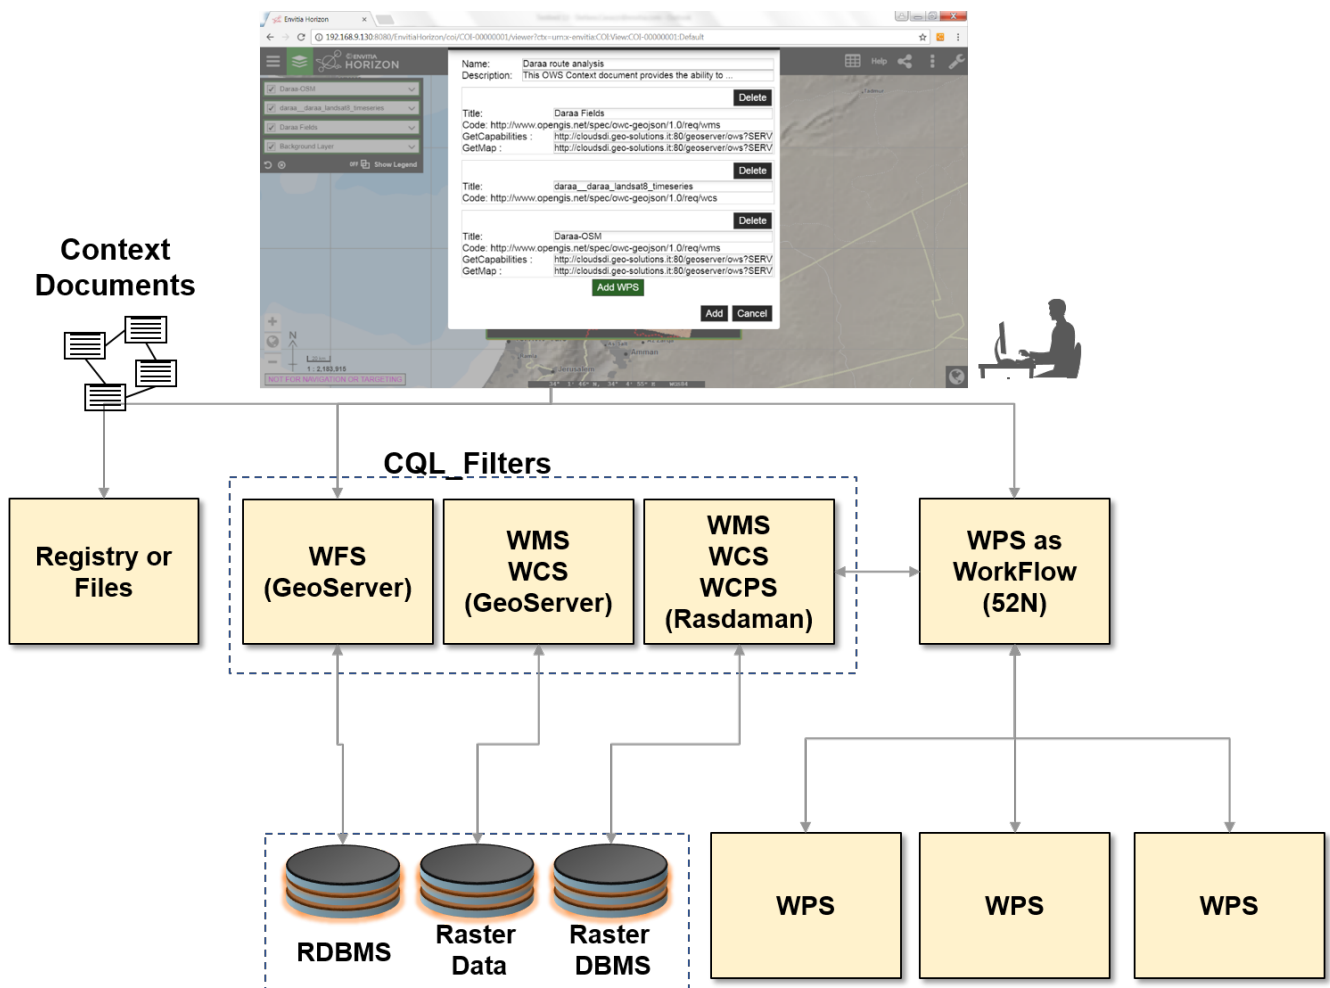 Envitia Horizon
192.168.9.130:8080/EnvitiaHorizon/coi/COI-00000001/viewer?ctx=urn:x-envitia:COI:View:COI-00000001:Default
ENVITIA
HORIZON
Help
Daraa-OSM
daraa__daraa_landsat8_timeseries
Daraa Fields
Background Layer
OFF Show Legend
Name: Daraa route analysis
Description: This OWS Context document provides the ability to ...
Delete
Title: Daraa Fields
Code: http://www.opengis.net/spec/owc-geojson/1.0/req/wms
GetCapabilities : http://cloudsdi.geo-solutions.it:80/geoserver/ows?SERV
GetMap : http://cloudsdi.geo-solutions.it:80/geoserver/ows?SERV
Delete
Title: daraa__daraa_landsat8_timeseries
Code: http://www.opengis.net/spec/owc-geojson/1.0/req/wcs
Delete
Title: Daraa-OSM
Code: http://www.opengis.net/spec/owc-geojson/1.0/req/wms
GetCapabilities : http://cloudsdi.geo-solutions.it:80/geoserver/ows?SERV
GetMap : http://cloudsdi.geo-solutions.it:80/geoserver/ows?SERV
Add WPS
Add Cancel
N
1 : 2,183,918
NOT FOR NAVIGATION OR TARGETING
Amman
Jerusalem
Context
Documents
CQL_Filters
Registry or
Files
WFS
(GeoServer)
WMS
WCS
(GeoServer)
WMS
WCS
WCPS
(Rasdaman)
WPS as
WorkFlow
(52N)
RDBMS
Raster
Data
Raster
DBMS
WPS
WPS
WPS